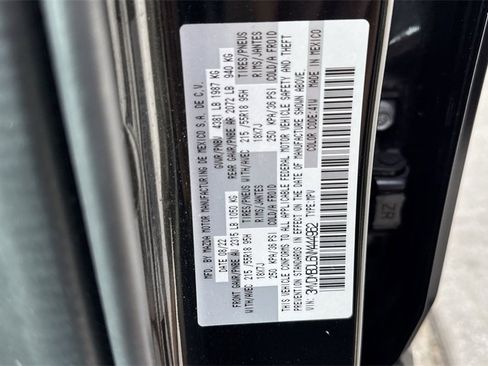 MFD. BY MAZDA MOTOR MANUFACTURING DE MEXICO S.A. DE C.V.
DATE: 08/22 GVWR/PNBV: 4381 LB 1987 KG
FRONT GAWR/PNBE AV 2315 LB 1050 KG REAR GAWR/PNBE AR 2072 LB 940 KG
WITH/AVEC 215/55R18 95H TIRES/PNEUS WITH/AVEC 215/55R18 95H TIRES/PNEUS
18X7J RIMS/JANTES 18X7J RIMS/JANTES
250 KPA/36 PSI COLD/A FROID 250 KPA/36 PSI COLD/A FROID
THIS VEHICLE CONFORMS TO ALL APPLICABLE FEDERAL MOTOR VEHICLE SAFETY AND THEFT
PREVENTION STANDARDS IN EFFECT ON THE DATE OF MANUFACTURE SHOWN ABOVE.
COLOR CODE: 41W MADE IN MEXICO
VIN: TYPE: MPV
ZR